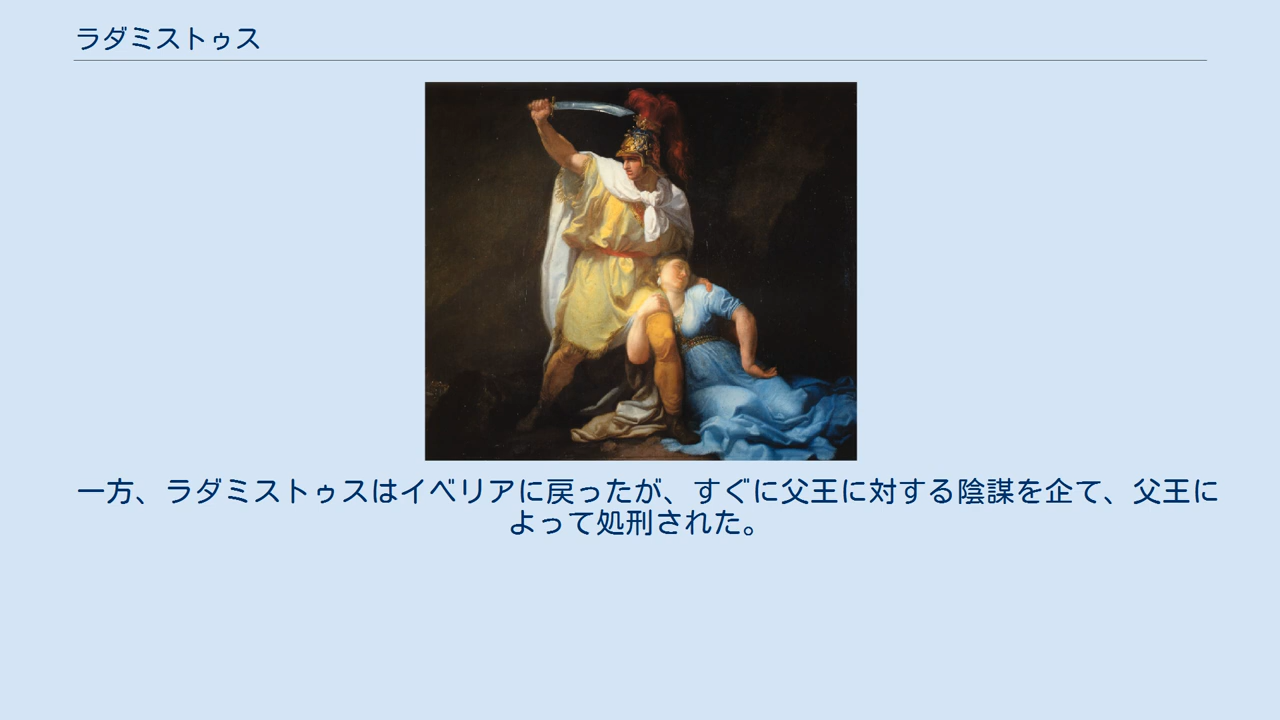 ラダミストゥス
一方、ラダミストゥスはイベリアに戻ったが、すぐに父王に対する陰謀を企て、父王に
よって処刑された。